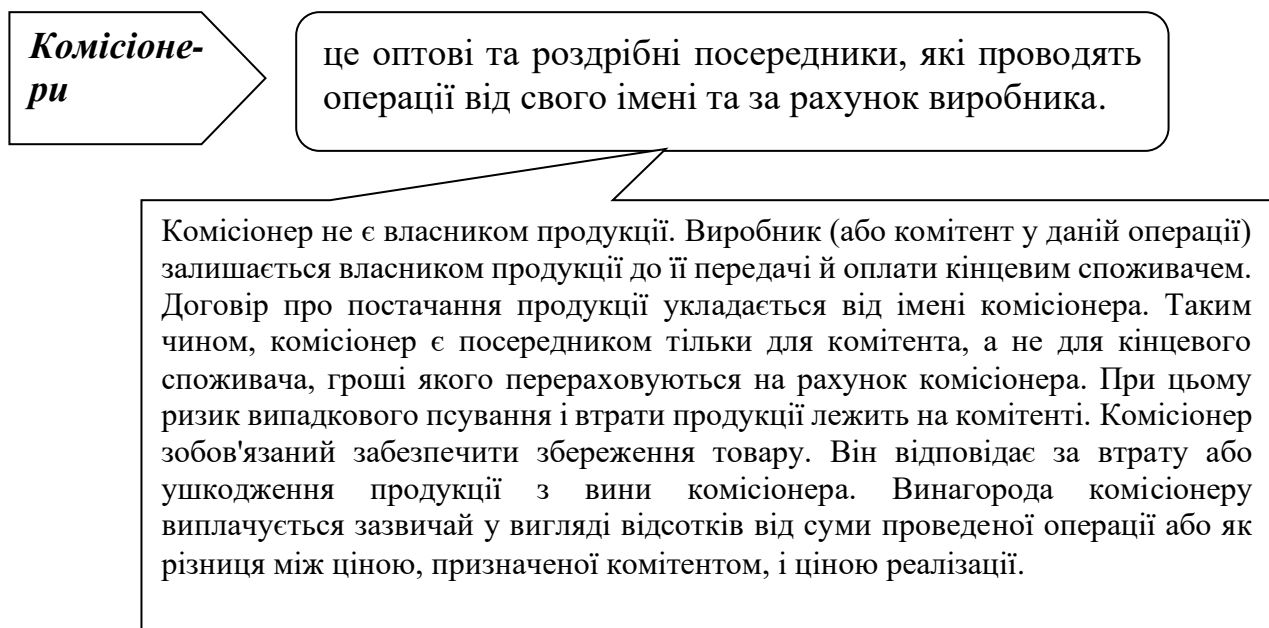 Комісіоне-
ри
це оптові та роздрібні посередники, які проводять
операції від свого імені та за рахунок виробника.
Комісіонер не є власником продукції. Виробник (або комітент у даній операції)
залишається власником продукції до її передачі й оплати кінцевим споживачем.
Договір про постачання продукції укладається від імені комісіонера. Таким
чином, комісіонер є посередником тільки для комітента, а не для кінцевого
споживача, гроші якого перераховуються на рахунок комісіонера. При цьому
ризик випадкового псування і втрати продукції лежить на комітенті. Комісіонер
зобов'язаний забезпечити збереження товару. Він відповідає за втрату або
ушкодження продукції з вини комісіонера. Винагорода комісіонеру
виплачується зазвичай у вигляді відсотків від суми проведеної операції або як
різниця між ціною, призначеної комітентом, і ціною реалізації.